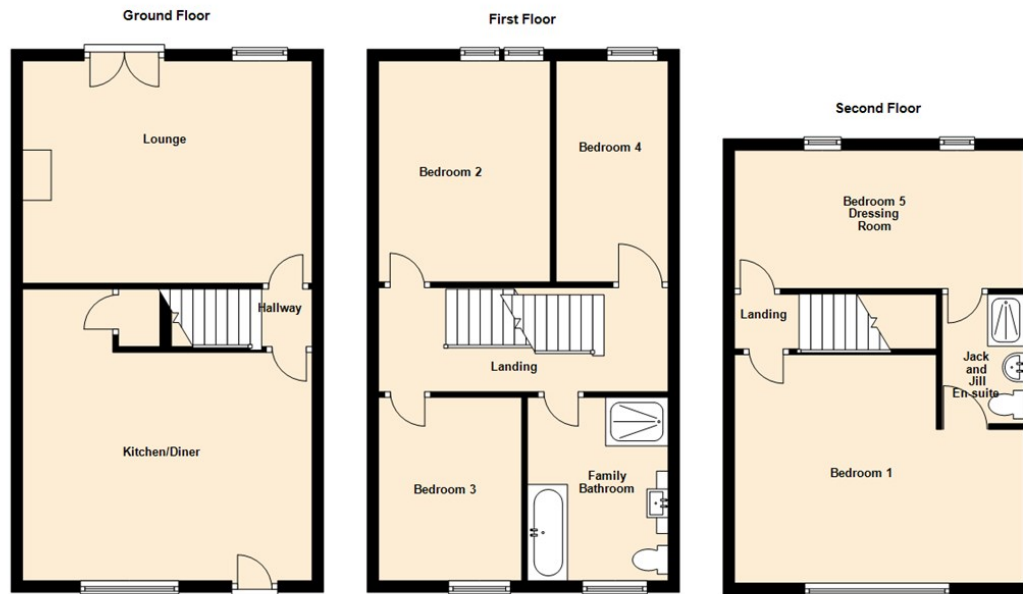 Ground Floor
Lounge
Hallway
Kitchen/Diner
First Floor
Bedroom 2
Bedroom 4
Landing
Bedroom 3
Family
Bathroom
Second Floor
Bedroom 5
Dressing
Room
Landing
Jack
and
Jill
En suite
Bedroom 1